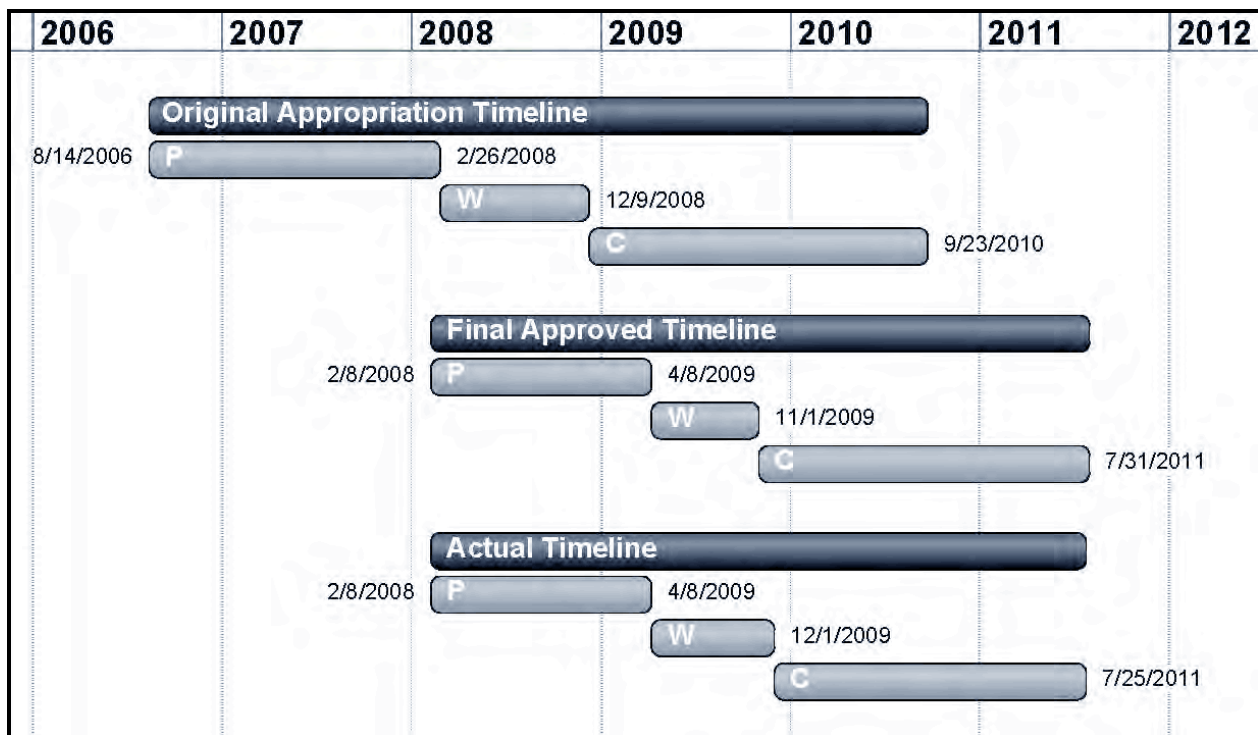 2006 2007 2008 2009 2010 2011 2012
Original Appropriation Timeline
8/14/2006 P 2/26/2008
W 12/9/2008
C 9/23/2010
Final Approved Timeline
2/8/2008 P 4/8/2009
W 11/1/2009
C 7/31/2011
Actual Timeline
2/8/2008 P 4/8/2009
W 12/1/2009
C 7/25/2011